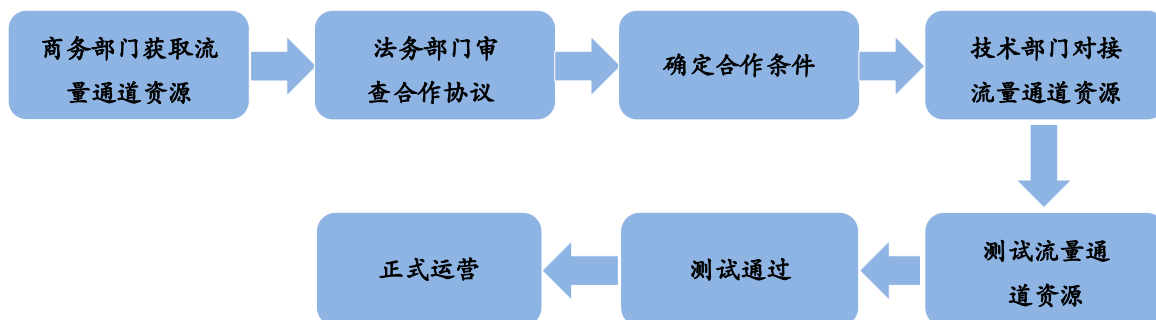 商务部门获取流
量通道资源
法务部门审
查合作协议
确定合作条件
技术部门对接
流量通道资源
测试流量通
道资源
测试通过
正式运营